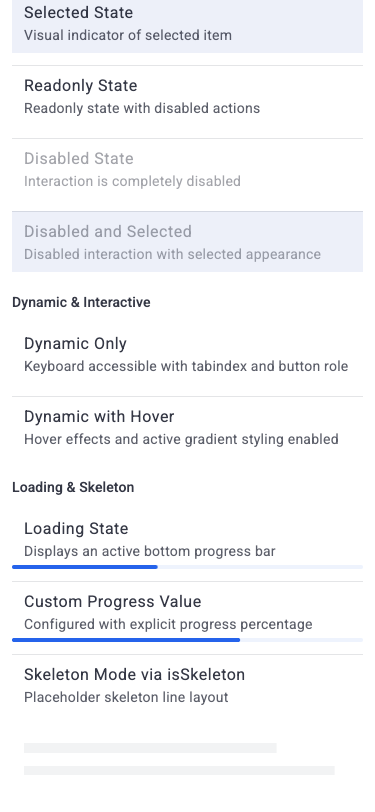 Selected State
Visual indicator of selected item
Readonly State
Readonly state with disabled actions
Disabled State
Interaction is completely disabled
Disabled and Selected
Disabled interaction with selected appearance
Dynamic & Interactive
Dynamic Only
Keyboard accessible with tabindex and button role
Dynamic with Hover
Hover effects and active gradient styling enabled
Loading & Skeleton
Loading State
Displays an active bottom progress bar
Custom Progress Value
Configured with explicit progress percentage
Skeleton Mode via isSkeleton
Placeholder skeleton line layout